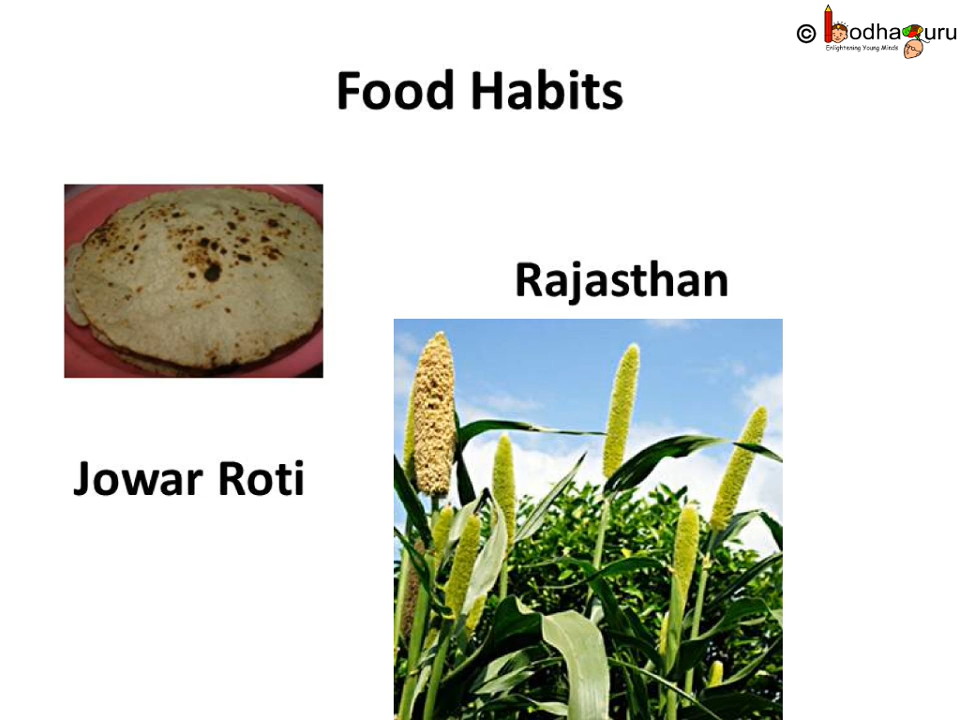 © BodhaGuru
Enlightening Young Minds
Food Habits
Rajasthan
Jowar Roti